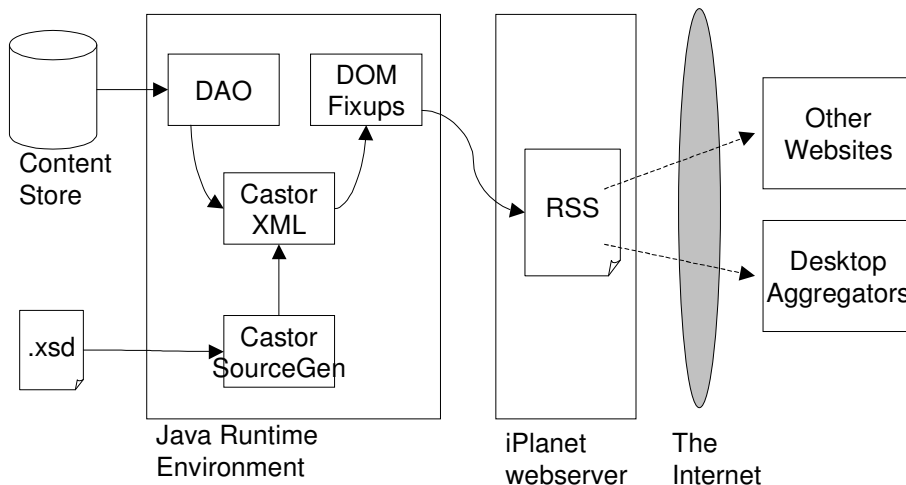 DAO
DOM
Fixups
Content
Store
Castor
XML
.xsd
Castor
SourceGen
Java Runtime
Environment
RSS
iPlanet
webserver
The
Internet
Other
Websites
Desktop
Aggregators